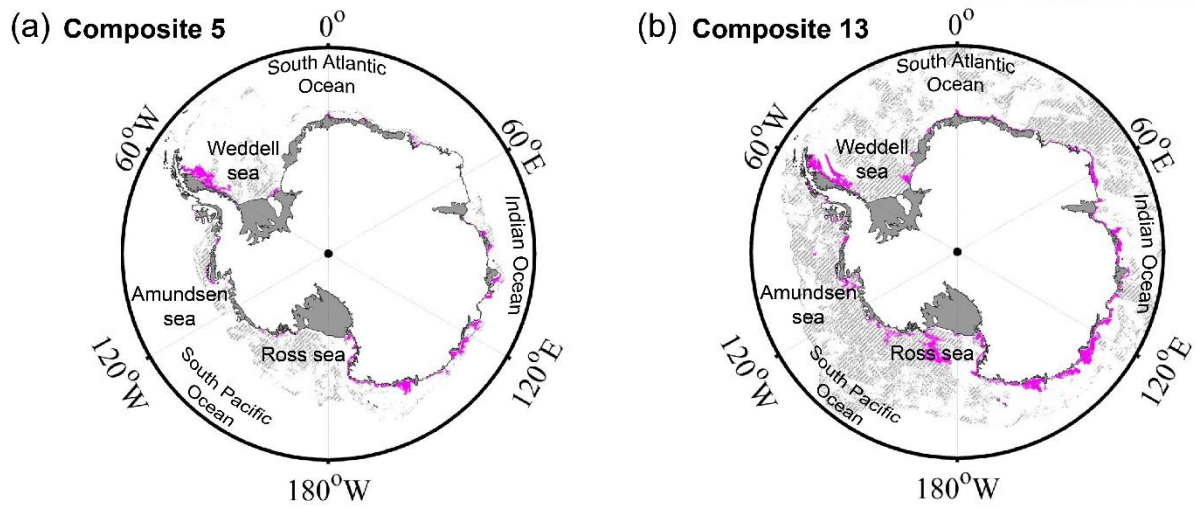 (a) Composite 5
0°
South Atlantic
Ocean
60°W
60°E
Weddell
sea
Indian Ocean
Amundsen
sea
Ross sea
120°W
120°E
South Pacific
Ocean
180°W
(b) Composite 13
0°
South Atlantic
Ocean
60°W
60°E
Weddell
sea
Indian Ocean
Amundsen
sea
Ross sea
120°W
120°E
South Pacific
Ocean
180°W